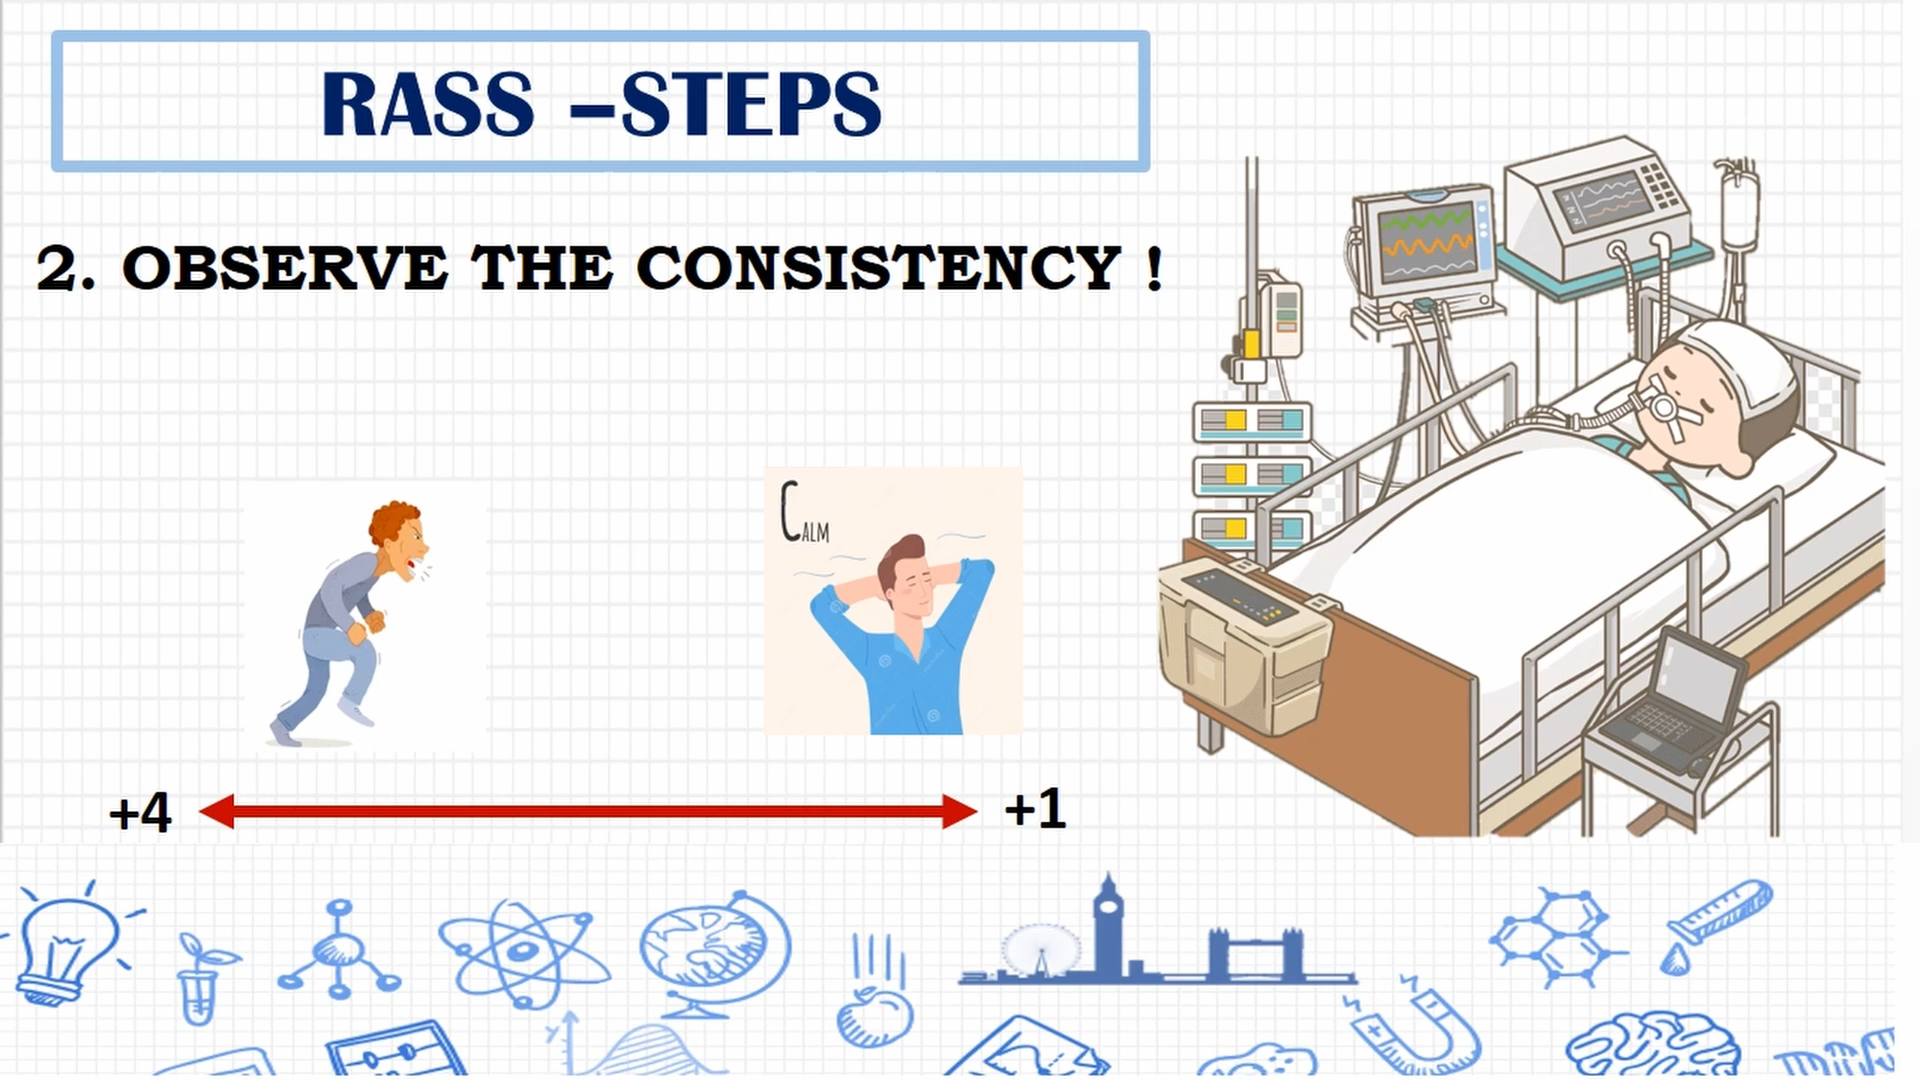 RASS –STEPS
2. OBSERVE THE CONSISTENCY !
CALM
+4
+1